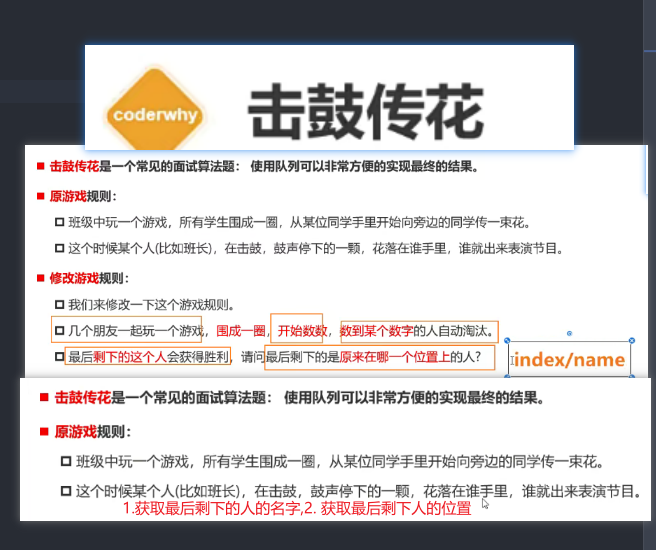 coderwhy
击鼓传花
击鼓传花是一个常见的面试算法题： 使用队列可以非常方便的实现最终的结果。
原游戏规则：
班级中玩一个游戏，所有学生围成一圈，从某位同学手里开始向旁边的同学传一束花。
这个时候某个人(比如班长)，在击鼓，鼓声停下的一颗，花落在谁手里，谁就出来表演节目。
修改游戏规则：
我们来修改一下这个游戏规则。
几个朋友一起玩一个游戏，围成一圈，开始数数，数到某个数字的人自动淘汰。
最后剩下的这个人会获得胜利，请问最后剩下的是原来在哪一个位置上的人?
index/name
击鼓传花是一个常见的面试算法题： 使用队列可以非常方便的实现最终的结果。
原游戏规则：
班级中玩一个游戏，所有学生围成一圈，从某位同学手里开始向旁边的同学传一束花。
这个时候某个人(比如班长)，在击鼓，鼓声停下的一颗，花落在谁手里，谁就出来表演节目。
1.获取最后剩下的人的名字,2. 获取最后剩下人的位置